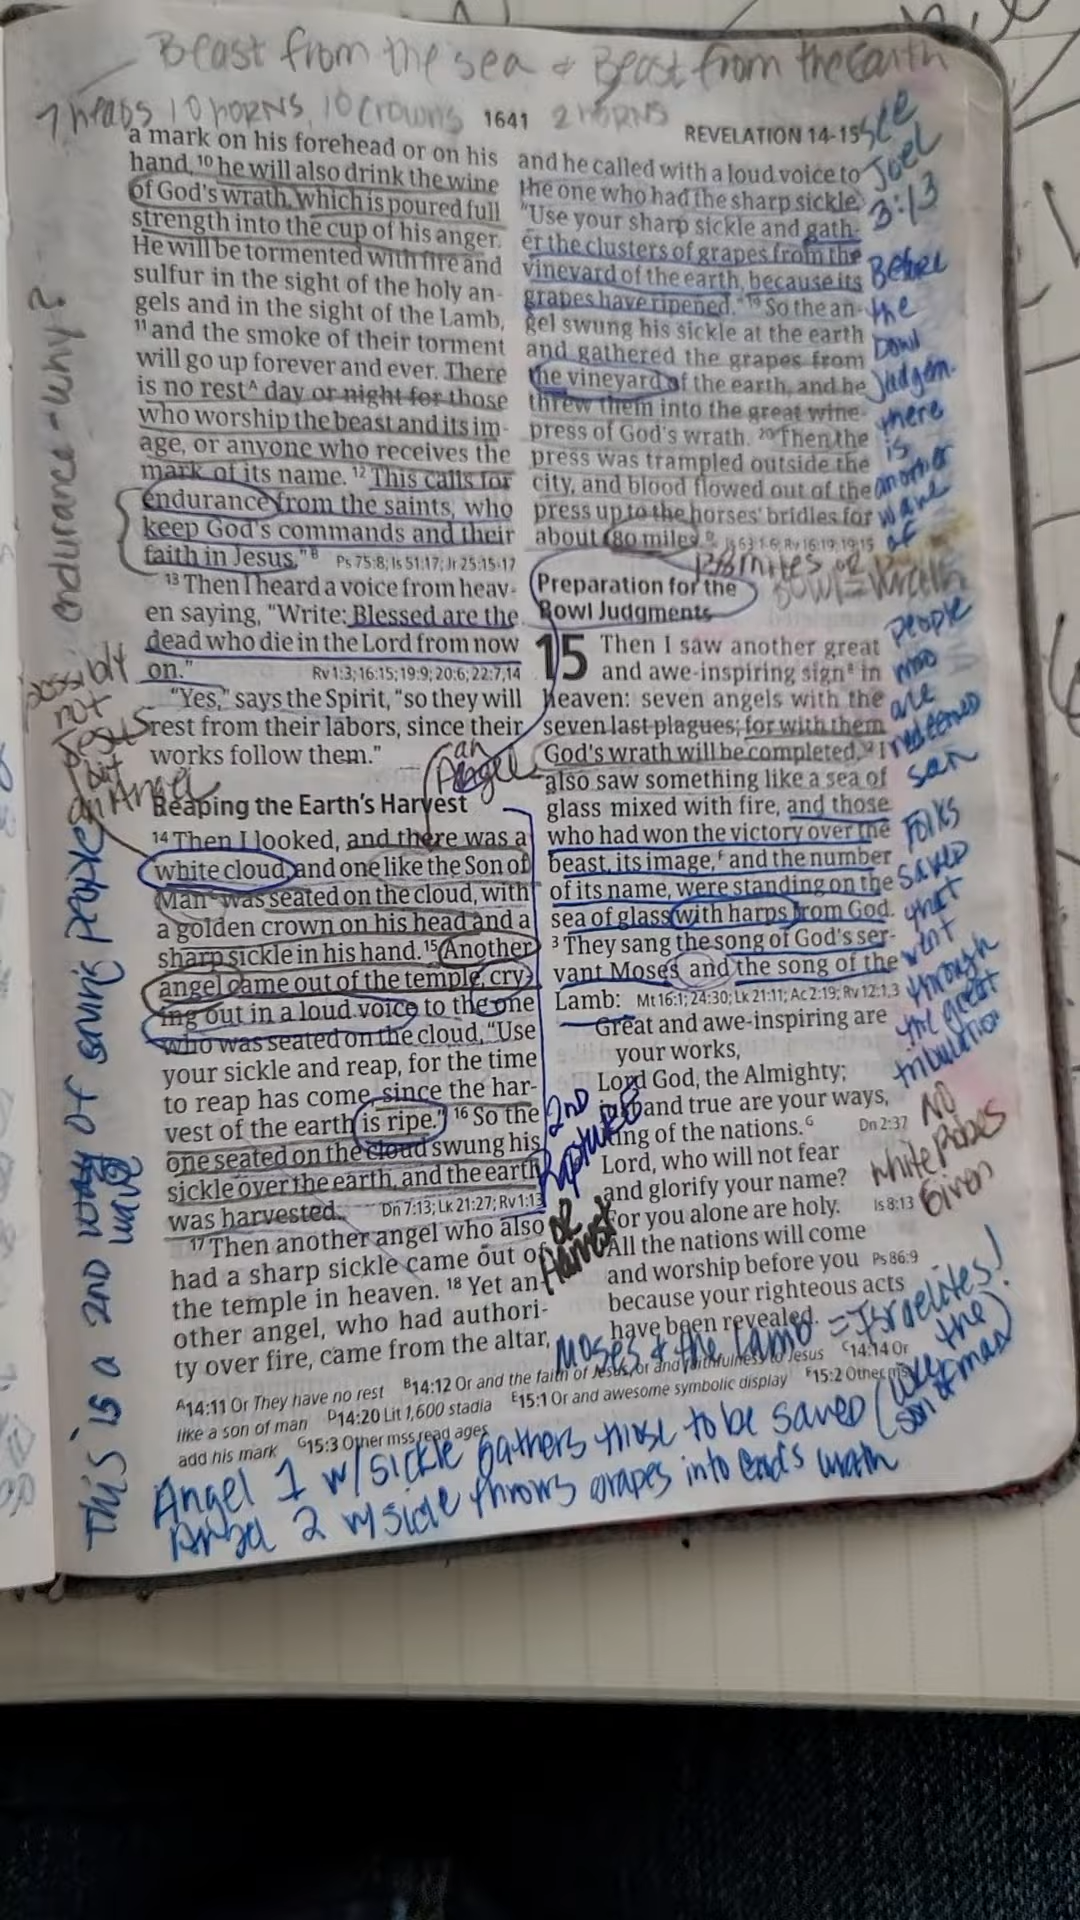 Beast from the sea & Beast from the Earth
7 heads 10 horns, 10 crowns
1641
2 horns
REVELATION 14-15
a mark on his forehead or on his
hand, 10 he will also drink the wine
of God's wrath, which is poured full
strength into the cup of his anger.
He will be tormented with fire and
sulfur in the sight of the holy an-
gels and in the sight of the Lamb,
11 and the smoke of their torment
will go up forever and ever. There
is no rest A day or night for those
who worship the beast and its im-
age, or anyone who receives the
mark of its name. 12 This calls for
endurance from the saints, who
keep God's commands and their
faith in Jesus." B Ps 75:8; Is 51:17; Jr 25:15-17
13 Then I heard a voice from heav-
en saying, "Write: Blessed are the
dead who die in the Lord from now
on." Rv 1:3; 16:15; 19:9; 20:6; 22:7,14
"Yes," says the Spirit, "so they will
rest from their labors, since their
works follow them."
Reaping the Earth's Harvest
14 Then I looked, and there was a
white cloud, and one like the Son of
Man C was seated on the cloud, with
a golden crown on his head and a
sharp sickle in his hand. 15 Another
angel came out of the temple, cry-
ing out in a loud voice to the one
who was seated on the cloud, "Use
your sickle and reap, for the time
to reap has come, since the har-
vest of the earth is ripe." 16 So the
one seated on the cloud swung his
sickle over the earth, and the earth
was harvested. Dn 7:13; Lk 21:27; Rv 1:13
17 Then another angel who also
had a sharp sickle came out of
the temple in heaven. 18 Yet an-
other angel, who had authori-
ty over fire, came from the altar,
and he called with a loud voice to
the one who had the sharp sickle,
"Use your sharp sickle and gath-
er the clusters of grapes from the
vineyard of the earth, because its
grapes have ripened." 19 So the an-
gel swung his sickle at the earth
and gathered the grapes from
the vineyard of the earth, and he
threw them into the great wine-
press of God's wrath. 20 Then the
press was trampled outside the
city, and blood flowed out of the
press up to the horses' bridles for
about 180 miles. D Is 63:1-6; Rv 16:19; 19:15
Preparation for the
Bowl Judgments
15 Then I saw another great
and awe-inspiring sign E in
heaven: seven angels with the
seven last plagues; for with them
God's wrath will be completed. 2 I
also saw something like a sea of
glass mixed with fire, and those
who had won the victory over the
beast, its image, F and the number
of its name, were standing on the
sea of glass with harps from God.
3 They sang the song of God's ser-
vant Moses and the song of the
Lamb: Mt 16:1; 24:30; Lk 21:11; Ac 2:19; Rv 12:1,3
Great and awe-inspiring are
your works,
Lord God, the Almighty;
just and true are your ways,
king of the nations. G Dn 2:37
Lord, who will not fear
and glorify your name?
For you alone are holy. Is 8:13
All the nations will come
and worship before you Ps 86:9
because your righteous acts
have been revealed.
A 14:11 Or They have no rest B 14:12 Or and the faith of Jesus, or and faithfulness to Jesus C 14:14 Or
like a son of man D 14:20 Lit 1,600 stadia E 15:1 Or and awesome symbolic display F 15:2 Other mss
add his mark G 15:3 Other mss read ages
see
Joel
3:13
Before
the
Bowl
Judgem.
there
is
another
wave
of
people
who
are
redeemed
Folks
saved
that
went
through
the great
tribulation
No
White Robes
Given
endurance - why?
possibly
not
Jesus
but
an Angel
an
Angel
2nd
Rapture
OR
Harvest
This is a 2nd way of saving people
wave
Moses & the Lamb = Israelites!
Angel 1 w/ sickle gathers those to be saved (like the son of man)
Angel 2 w/ sickle throws grapes into God's wrath